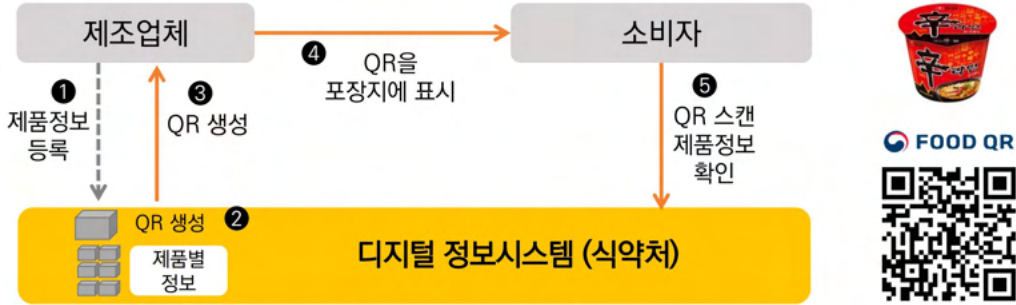 제조업체
소비자
❶
제품정보
등록
❸
QR 생성
❹
QR을
포장지에 표시
❺
QR 스캔
제품정보
확인
QR 생성 ❷
제품별
정보
디지털 정보시스템 (식약처)
辛
辛
FOOD QR